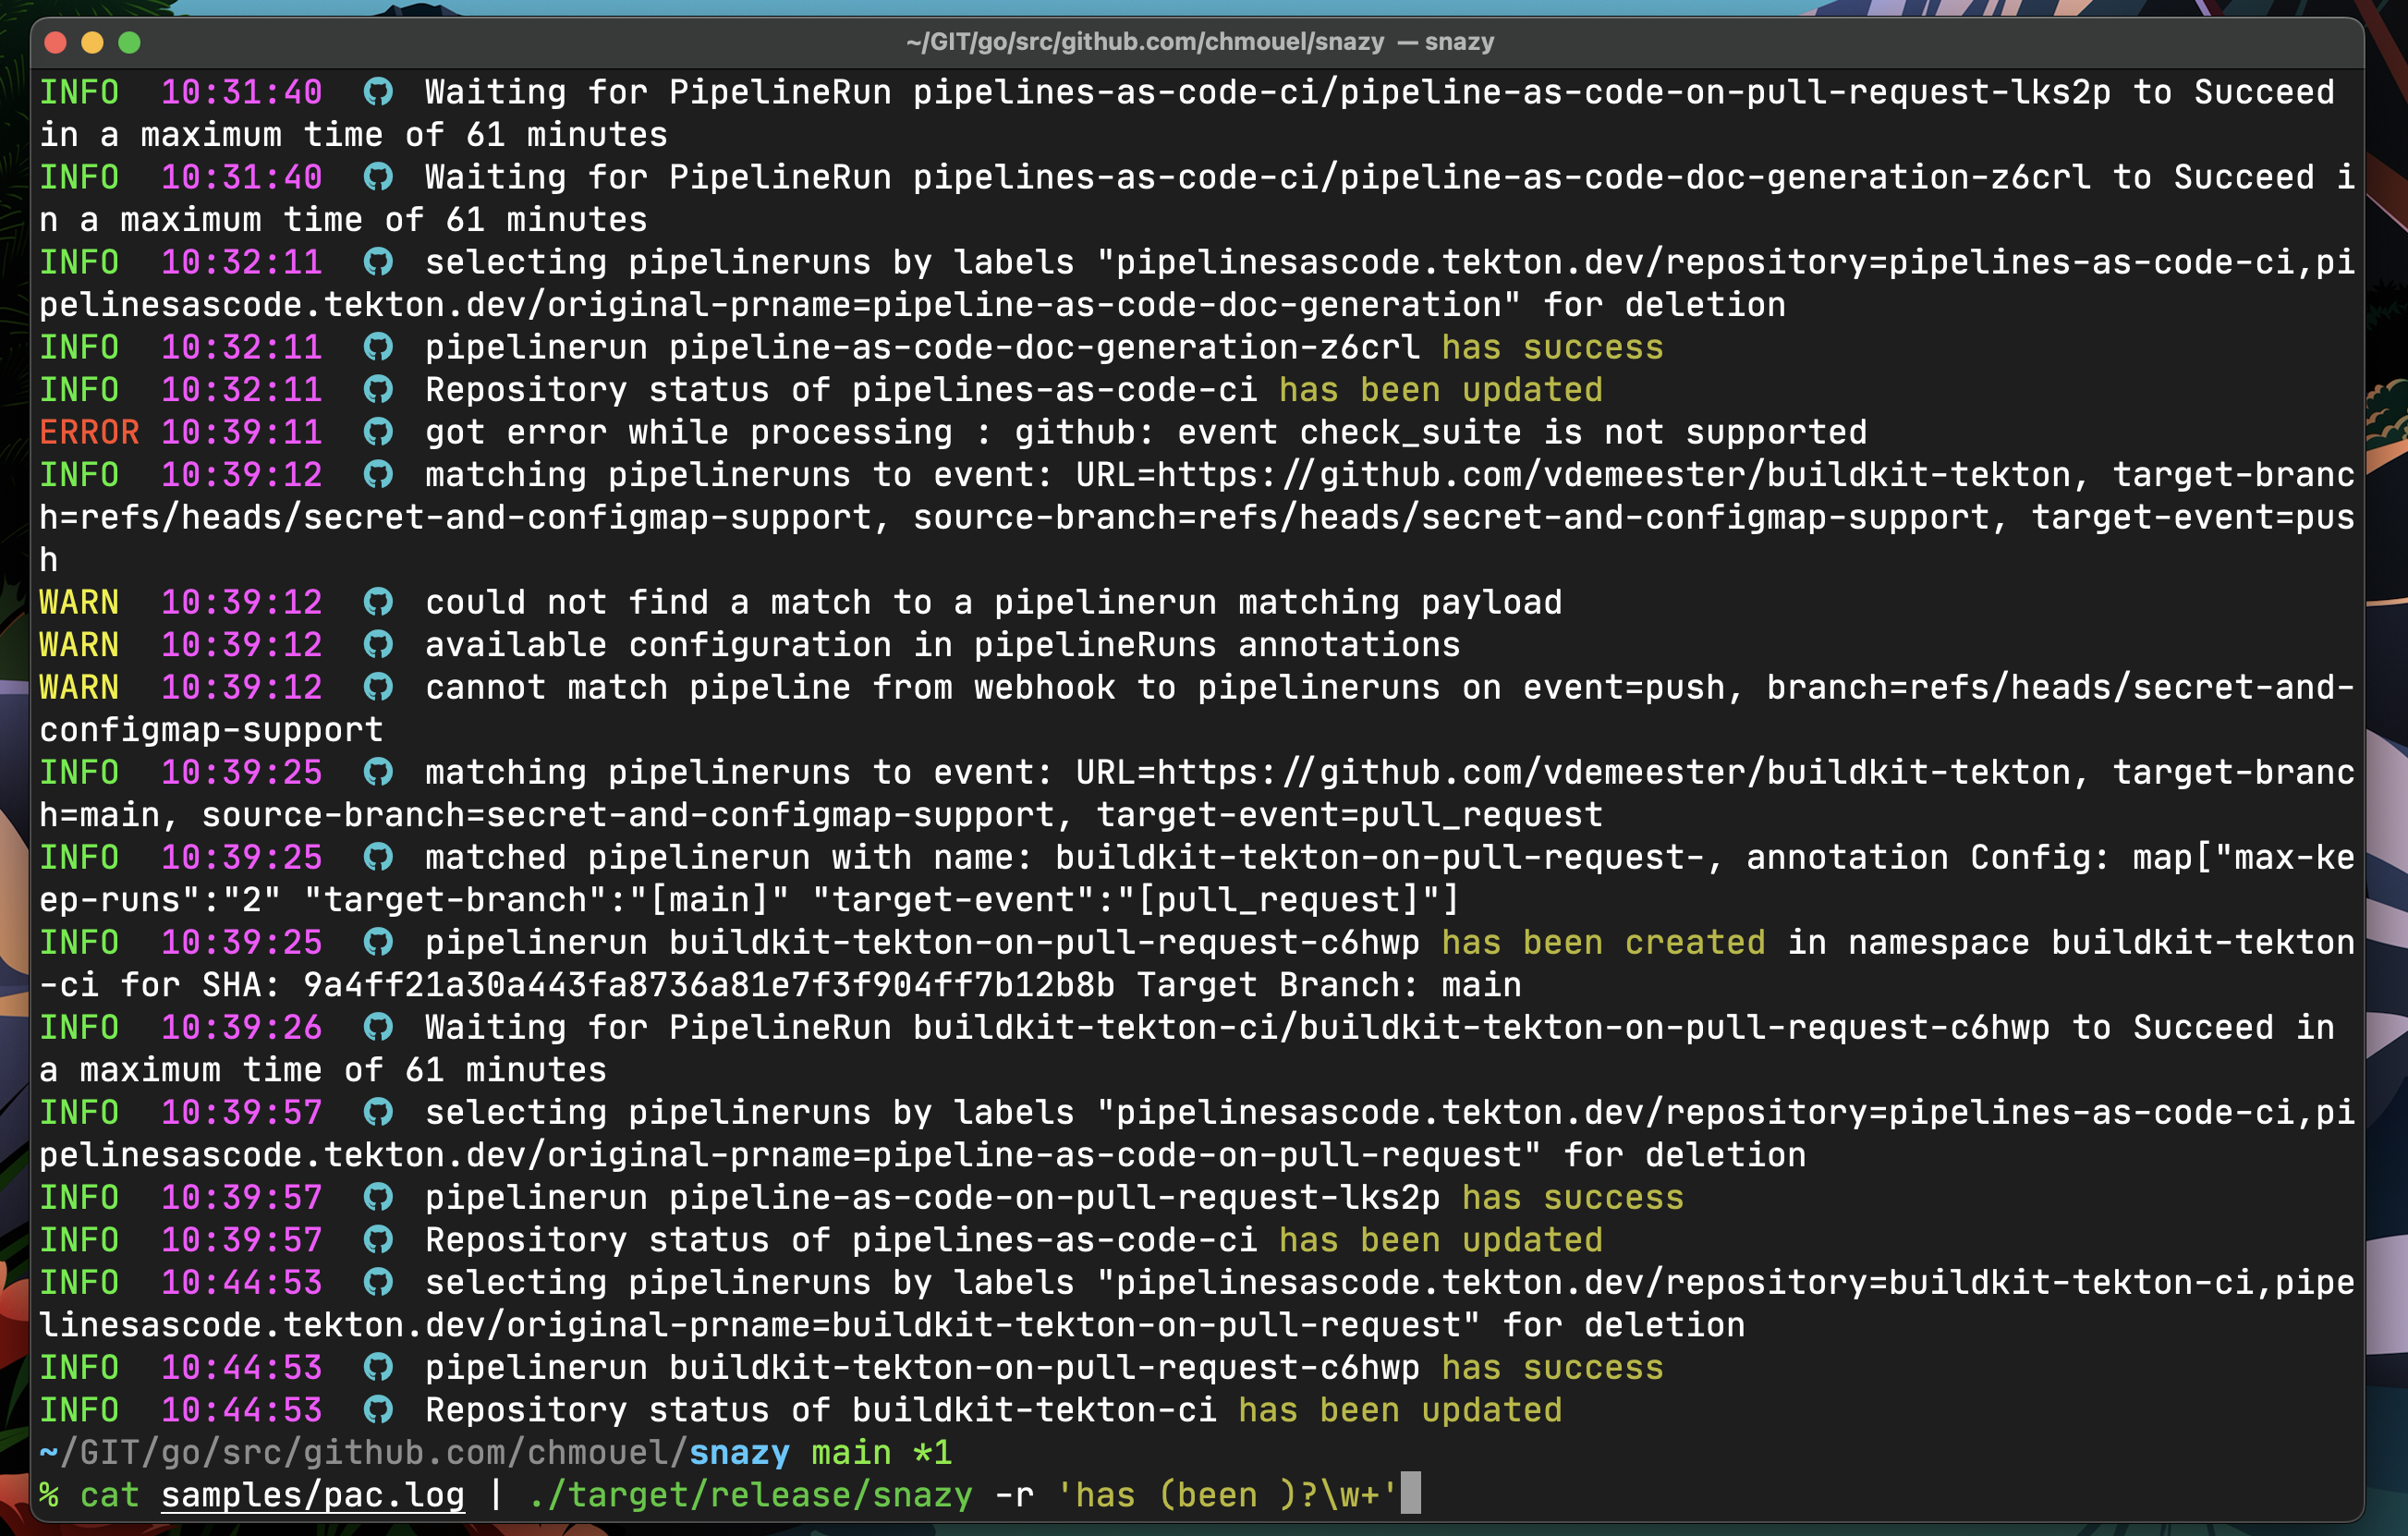 ~/GIT/go/src/github.com/chmouel/snazy — snazy
INFO  10:31:40  Waiting for PipelineRun pipelines-as-code-ci/pipeline-as-code-on-pull-request-lks2p to Succeed
in a maximum time of 61 minutes
INFO  10:31:40  Waiting for PipelineRun pipelines-as-code-ci/pipeline-as-code-doc-generation-z6crl to Succeed i
n a maximum time of 61 minutes
INFO  10:32:11  selecting pipelineruns by labels "pipelinesascode.tekton.dev/repository=pipelines-as-code-ci,pi
pelinesascode.tekton.dev/original-prname=pipeline-as-code-doc-generation" for deletion
INFO  10:32:11  pipelinerun pipeline-as-code-doc-generation-z6crl has success
INFO  10:32:11  Repository status of pipelines-as-code-ci has been updated
ERROR 10:39:11  got error while processing : github: event check_suite is not supported
INFO  10:39:12  matching pipelineruns to event: URL=https://github.com/vdemeester/buildkit-tekton, target-branc
h=refs/heads/secret-and-configmap-support, source-branch=refs/heads/secret-and-configmap-support, target-event=pus
h
WARN  10:39:12  could not find a match to a pipelinerun matching payload
WARN  10:39:12  available configuration in pipelineRuns annotations
WARN  10:39:12  cannot match pipeline from webhook to pipelineruns on event=push, branch=refs/heads/secret-and-
configmap-support
INFO  10:39:25  matching pipelineruns to event: URL=https://github.com/vdemeester/buildkit-tekton, target-branc
h=main, source-branch=secret-and-configmap-support, target-event=pull_request
INFO  10:39:25  matched pipelinerun with name: buildkit-tekton-on-pull-request-, annotation Config: map["max-ke
ep-runs":"2" "target-branch":"[main]" "target-event":"[pull_request]"]
INFO  10:39:25  pipelinerun buildkit-tekton-on-pull-request-c6hwp has been created in namespace buildkit-tekton
-ci for SHA: 9a4ff21a30a443fa8736a81e7f3f904ff7b12b8b Target Branch: main
INFO  10:39:26  Waiting for PipelineRun buildkit-tekton-ci/buildkit-tekton-on-pull-request-c6hwp to Succeed in
a maximum time of 61 minutes
INFO  10:39:57  selecting pipelineruns by labels "pipelinesascode.tekton.dev/repository=pipelines-as-code-ci,pi
pelinesascode.tekton.dev/original-prname=pipeline-as-code-on-pull-request" for deletion
INFO  10:39:57  pipelinerun pipeline-as-code-on-pull-request-lks2p has success
INFO  10:39:57  Repository status of pipelines-as-code-ci has been updated
INFO  10:44:53  selecting pipelineruns by labels "pipelinesascode.tekton.dev/repository=buildkit-tekton-ci,pipe
linesascode.tekton.dev/original-prname=buildkit-tekton-on-pull-request" for deletion
INFO  10:44:53  pipelinerun buildkit-tekton-on-pull-request-c6hwp has success
INFO  10:44:53  Repository status of buildkit-tekton-ci has been updated
~/GIT/go/src/github.com/chmouel/snazy main *1
% cat samples/pac.log | ./target/release/snazy -r 'has (been )?\w+'